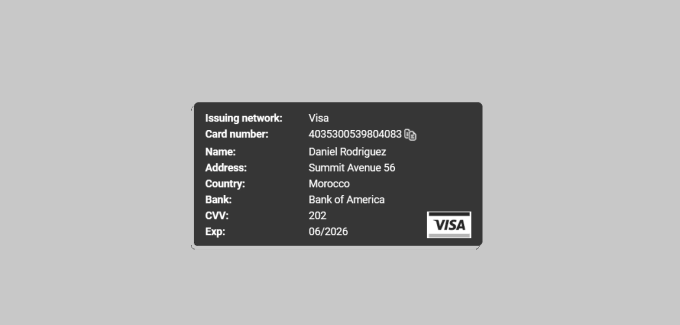 Issuing network: Visa
Card number: 4035300539804083
Name: Daniel Rodriguez
Address: Summit Avenue 56
Country: Morocco
Bank: Bank of America
CVV: 202
Exp: 06/2026
VISA